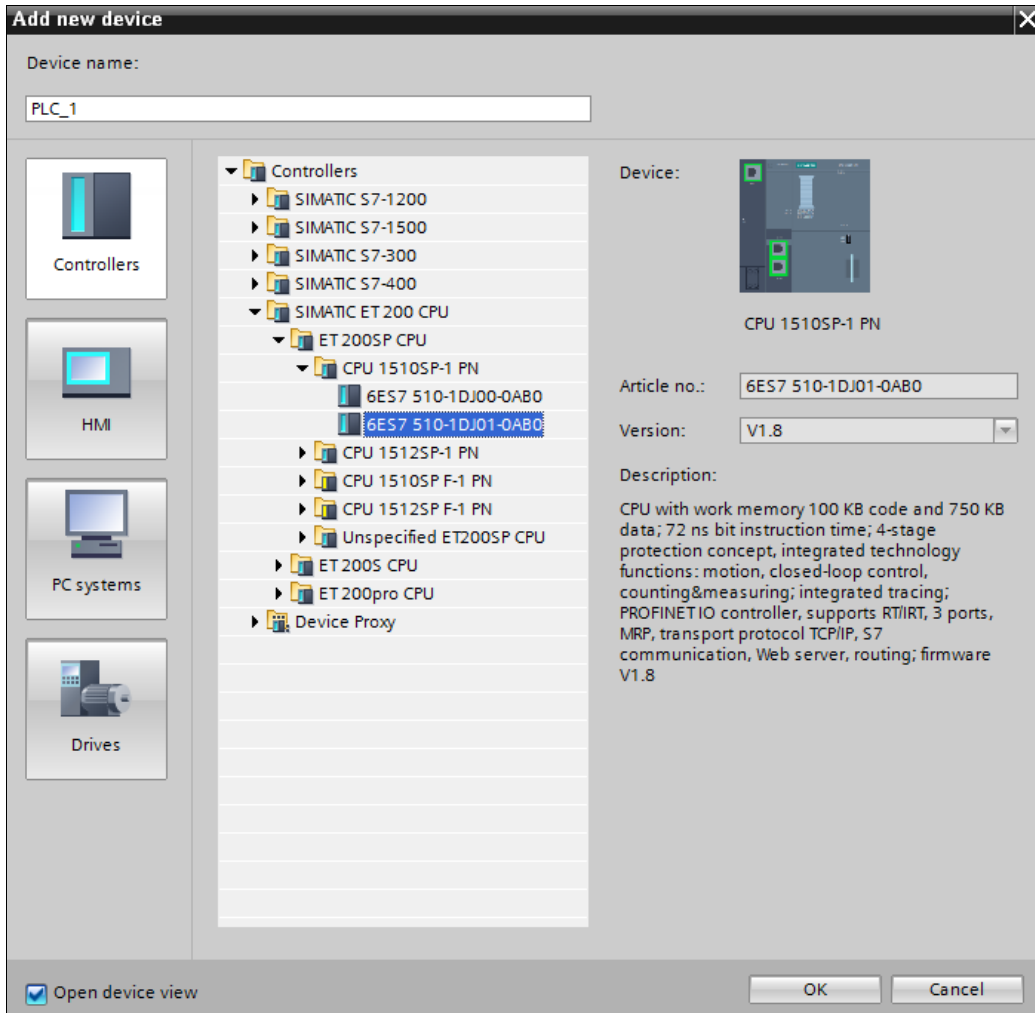 Add new device
Device name:
PLC_1
Controllers
HMI
PC systems
Drives
Controllers
SIMATIC S7-1200
SIMATIC S7-1500
SIMATIC S7-300
SIMATIC S7-400
SIMATIC ET 200 CPU
ET 200SP CPU
CPU 1510SP-1 PN
6ES7 510-1DJ00-0AB0
6ES7 510-1DJ01-0AB0
CPU 1512SP-1 PN
CPU 1510SP F-1 PN
CPU 1512SP F-1 PN
Unspecified ET200SP CPU
ET 200S CPU
ET 200pro CPU
Device Proxy
Device:
CPU 1510SP-1 PN
Article no.:
6ES7 510-1DJ01-0AB0
Version:
V1.8
Description:
CPU with work memory 100 KB code and 750 KB
data; 72 ns bit instruction time; 4-stage
protection concept, integrated technology
functions: motion, closed-loop control,
counting&measuring; integrated tracing;
PROFINET IO controller, supports RT/IRT, 3 ports,
MRP, transport protocol TCP/IP, S7
communication, Web server, routing; firmware
V1.8
Open device view
OK
Cancel